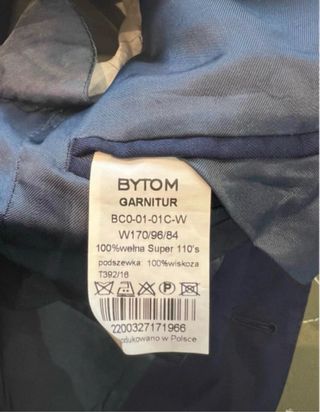 BYTOM
GARNITUR
BC0-01-01C-W
W170/96/84
100%wełna Super 110's
podszewka: 100%wiskoza
T392/16
P
2200327171966
odukowano w Polsce